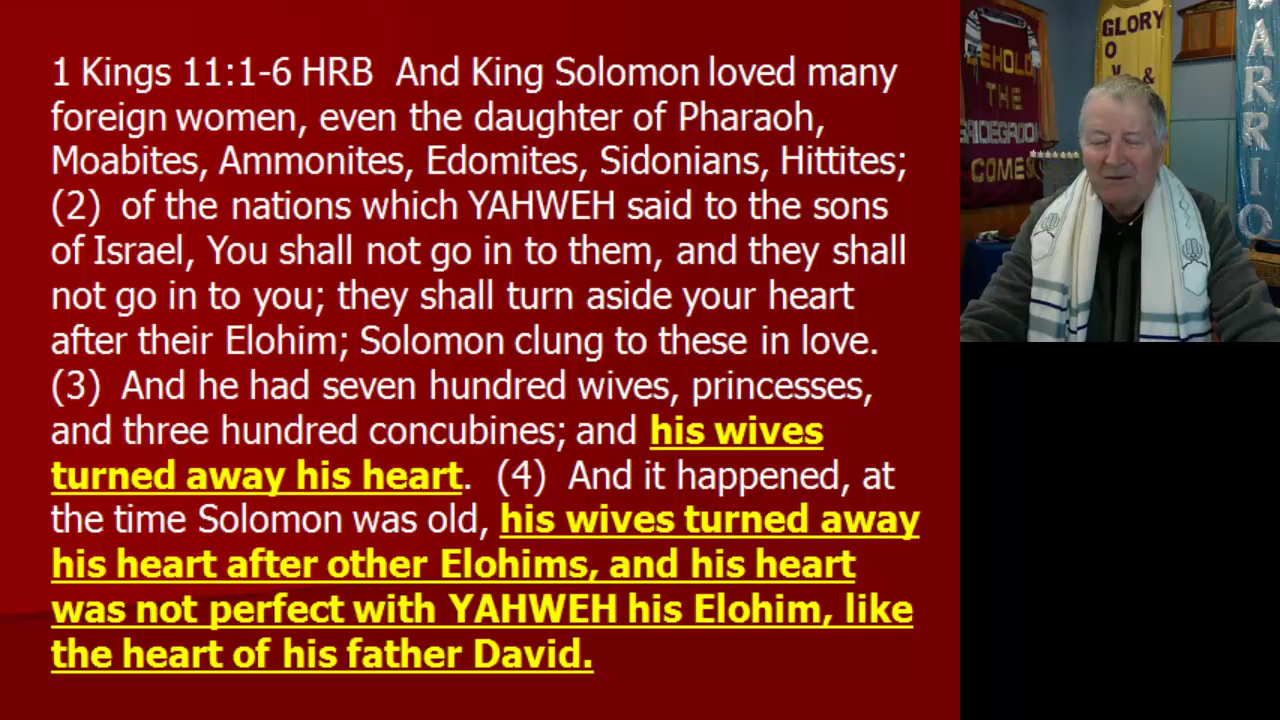 1 Kings 11:1-6 HRB  And King Solomon loved many
foreign women, even the daughter of Pharaoh,
Moabites, Ammonites, Edomites, Sidonians, Hittites;
(2)  of the nations which YAHWEH said to the sons
of Israel, You shall not go in to them, and they shall
not go in to you; they shall turn aside your heart
after their Elohim; Solomon clung to these in love.
(3)  And he had seven hundred wives, princesses,
and three hundred concubines; and his wives
turned away his heart.  (4)  And it happened, at
the time Solomon was old, his wives turned away
his heart after other Elohims, and his heart
was not perfect with YAHWEH his Elohim, like
the heart of his father David.
THE
COMES
GLORY
&